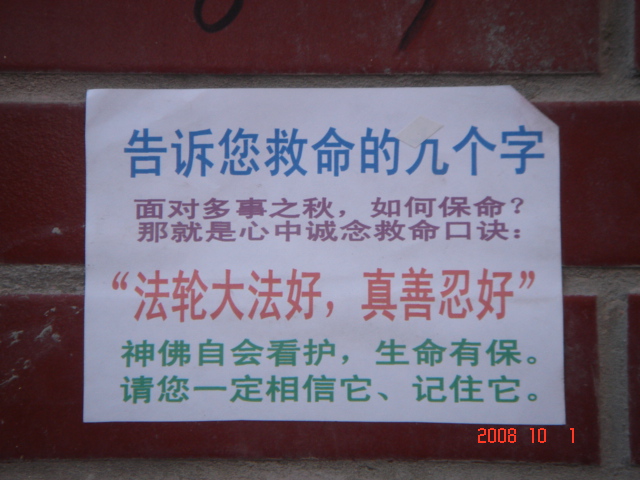 告诉您救命的几个字
面对多事之秋，如何保命？
那就是心中诚念救命口诀：
“法轮大法好，真善忍好”
神佛自会看护，生命有保。
请您一定相信它、记住它。
2008 10 1